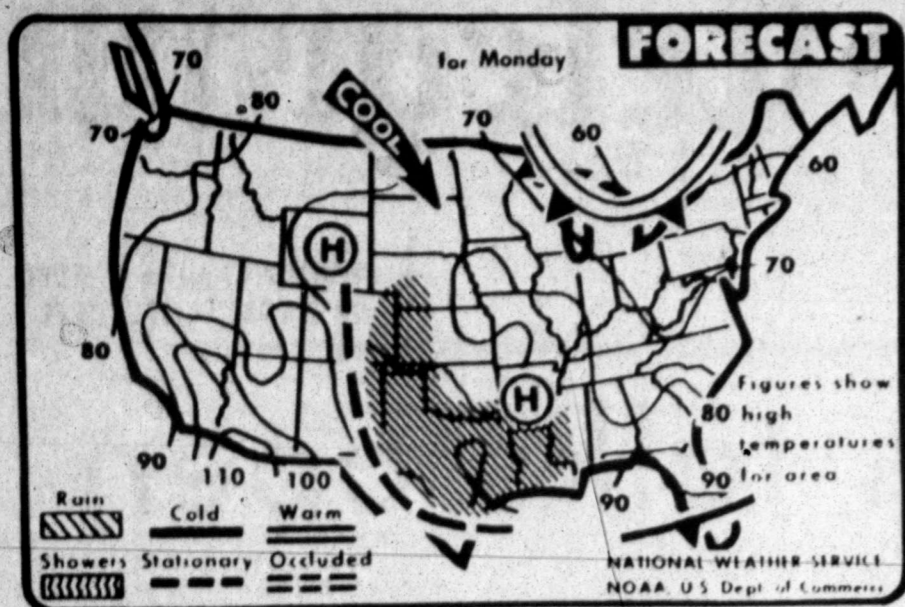 FORECAST
for Monday
70
70
80
COOL
70
60
60
H
70
80
H
Figures show
80 high
temperatures
90 for area
90
110
100
90
Rain
Cold
Warm
Showers
Stationary
Occluded
NATIONAL WEATHER SERVICE
NOAA, U S Dept of Commerce